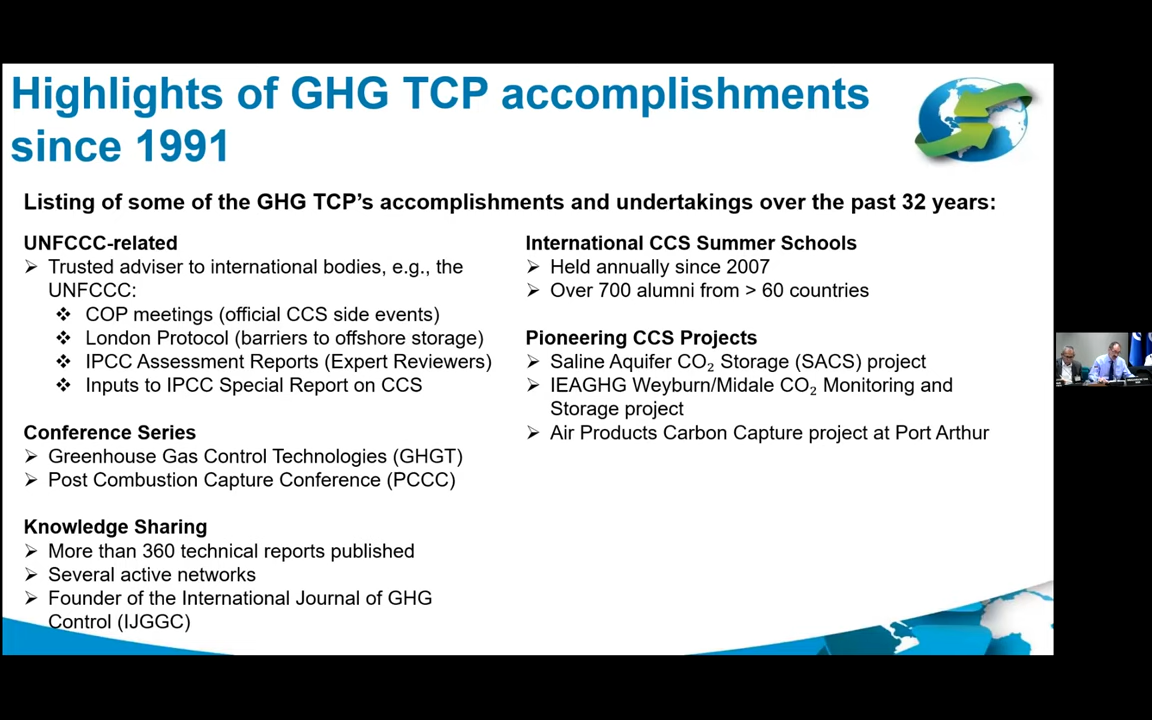 Highlights of GHG TCP accomplishments
since 1991
Listing of some of the GHG TCP’s accomplishments and undertakings over the past 32 years:
UNFCCC-related
➢ Trusted adviser to international bodies, e.g., the
UNFCCC:
❖ COP meetings (official CCS side events)
❖ London Protocol (barriers to offshore storage)
❖ IPCC Assessment Reports (Expert Reviewers)
❖ Inputs to IPCC Special Report on CCS
Conference Series
➢ Greenhouse Gas Control Technologies (GHGT)
➢ Post Combustion Capture Conference (PCCC)
Knowledge Sharing
➢ More than 360 technical reports published
➢ Several active networks
➢ Founder of the International Journal of GHG
Control (IJGGC)
International CCS Summer Schools
➢ Held annually since 2007
➢ Over 700 alumni from > 60 countries
Pioneering CCS Projects
➢ Saline Aquifer CO₂ Storage (SACS) project
➢ IEAGHG Weyburn/Midale CO₂ Monitoring and
Storage project
➢ Air Products Carbon Capture project at Port Arthur